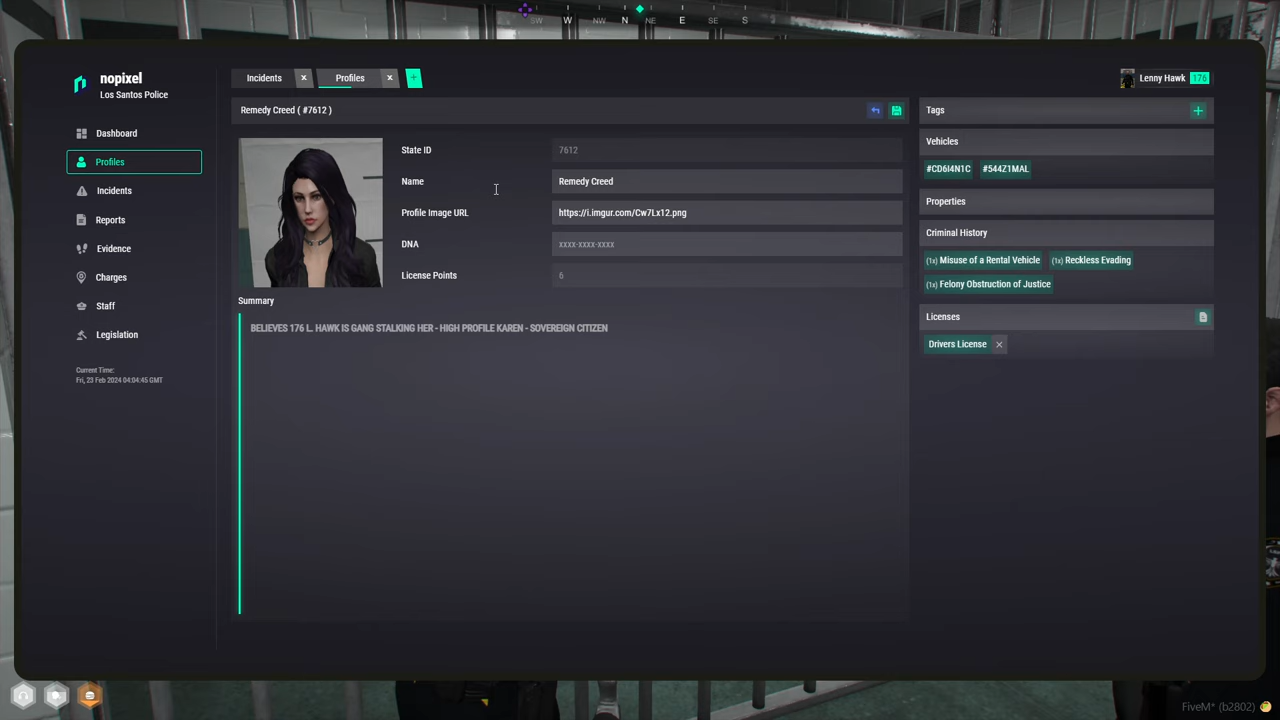 SW W NW N NE E SE S
nopixel
Los Santos Police
Dashboard
Profiles
Incidents
Reports
Evidence
Charges
Staff
Legislation
Current Time:
Fri, 23 Feb 2024 04:04:45 GMT
Incidents x Profiles x +
Lenny Hawk 176
Remedy Creed ( #7612 )
State ID 7612
Name Remedy Creed
Profile Image URL https://i.imgur.com/Cw7Lx12.png
DNA xxxx-xxxx-xxxx
License Points 6
Summary
BELIEVES 176 L. HAWK IS GANG STALKING HER - HIGH PROFILE KAREN - SOVEREIGN CITIZEN
Tags +
Vehicles
#CD6I4N1C #544Z1MAL
Properties
Criminal History
(1x) Misuse of a Rental Vehicle (1x) Reckless Evading
(1x) Felony Obstruction of Justice
Licenses
Drivers License x
FiveM* (b2802)